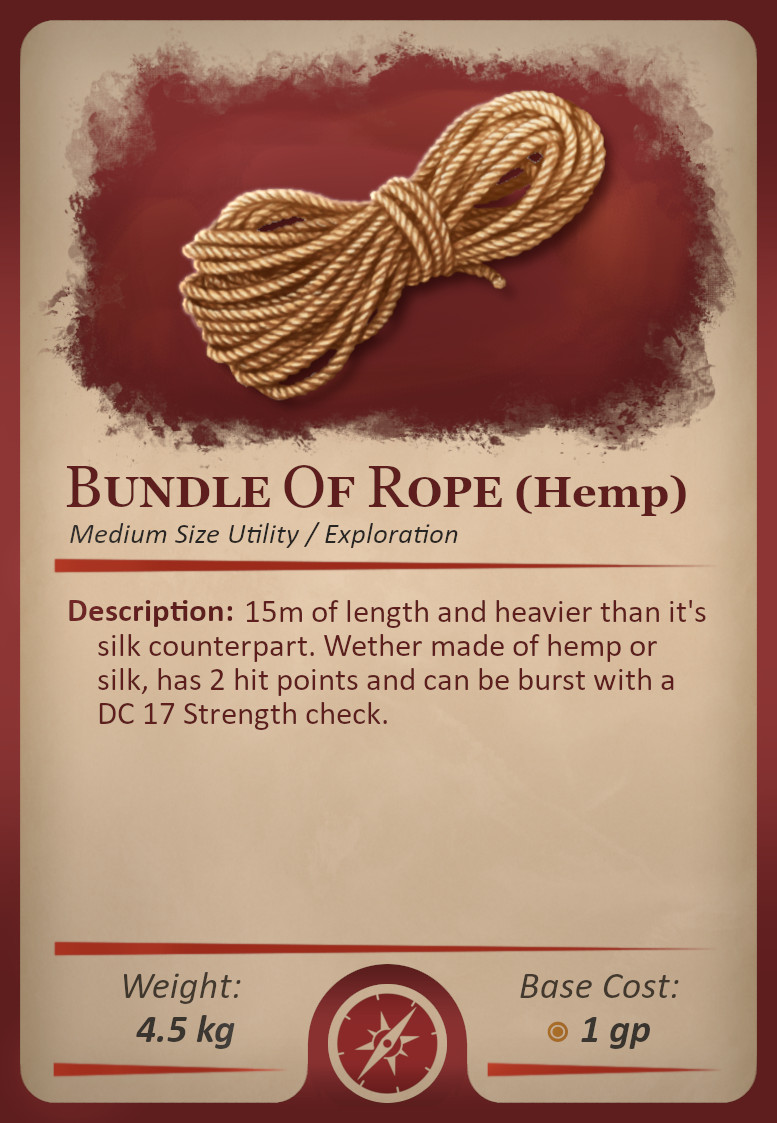 Bundle Of Rope (Hemp)
Medium Size Utility / Exploration
Description: 15m of length and heavier than it's
silk counterpart. Wether made of hemp or
silk, has 2 hit points and can be burst with a
DC 17 Strength check.
Weight:
4.5 kg
Base Cost:
1 gp